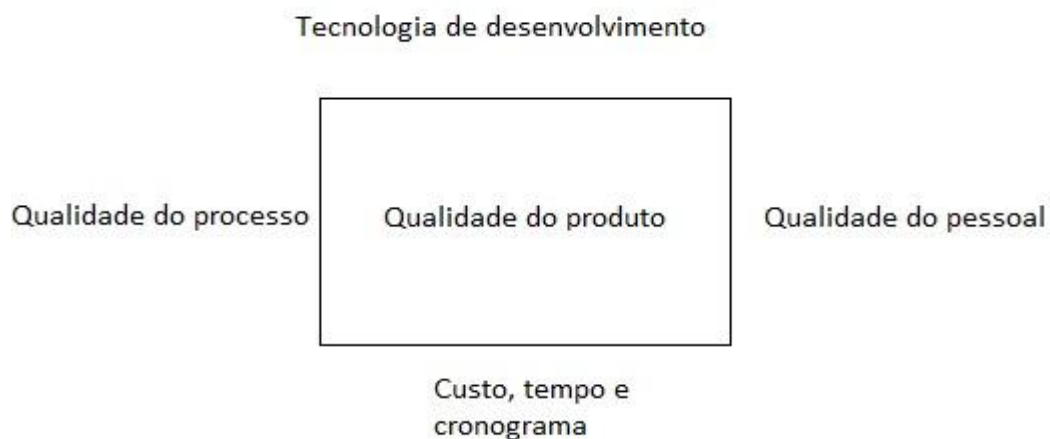 Tecnologia de desenvolvimento
Qualidade do processo
Qualidade do produto
Qualidade do pessoal
Custo, tempo e
cronograma